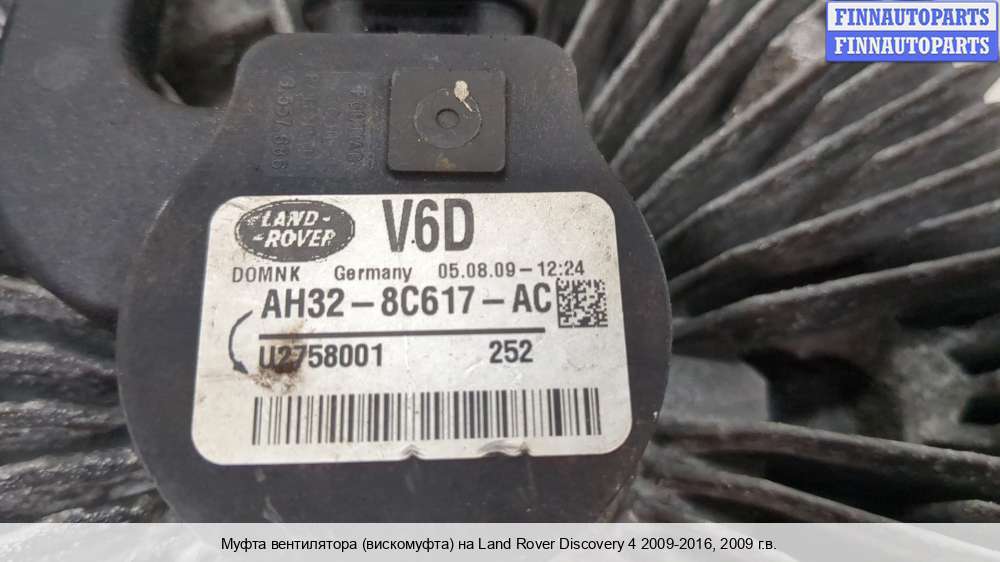 FINNAUTOPARTS
FINNAUTOPARTS
LAND-
-ROVER
V6D
DOMNK Germany 05.08.09-12:24
AH32-8C617-AC
U2758001 252
Муфта вентилятора (вискомуфта) на Land Rover Discovery 4 2009-2016, 2009 г.в.